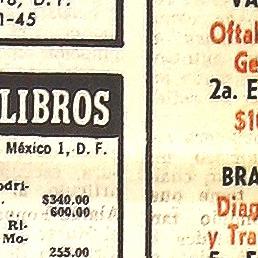 D. F.
1-45
LIBROS
México 1, D. F.
odri-
$340.00
600.00
RI-
Mo-
255.00
Oftal
Ge
2a. E
$1
BRA
Diag
y Tra